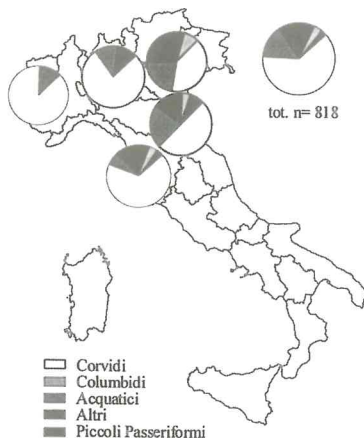 tot. n= 818
Corvidi
Columbidi
Acquatici
Altri
Piccoli Passeriformi